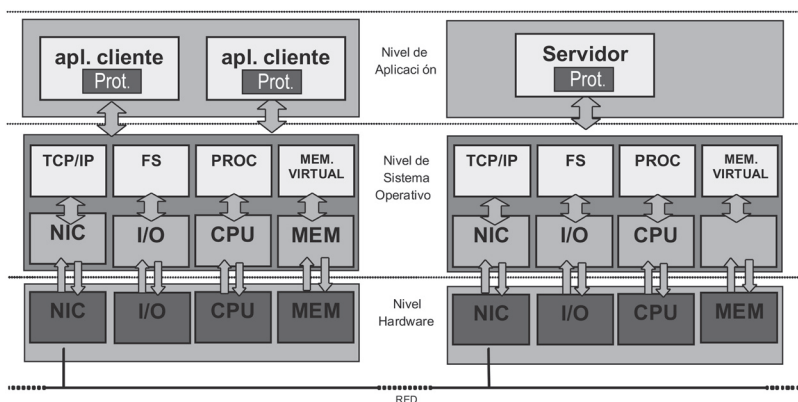 apl. cliente
Prot.
apl. cliente
Prot.
Nivel de
Aplicaci ón
Servidor
Prot.
TCP/IP
FS
PROC
MEM.
VIRTUAL
NIC
I/O
CPU
MEM
Nivel de
Sistema
Operativo
TCP/IP
FS
PROC
MEM.
VIRTUAL
NIC
I/O
CPU
NIC
I/O
CPU
MEM
Nivel
Hardware
NIC
I/O
CPU
MEM
RED